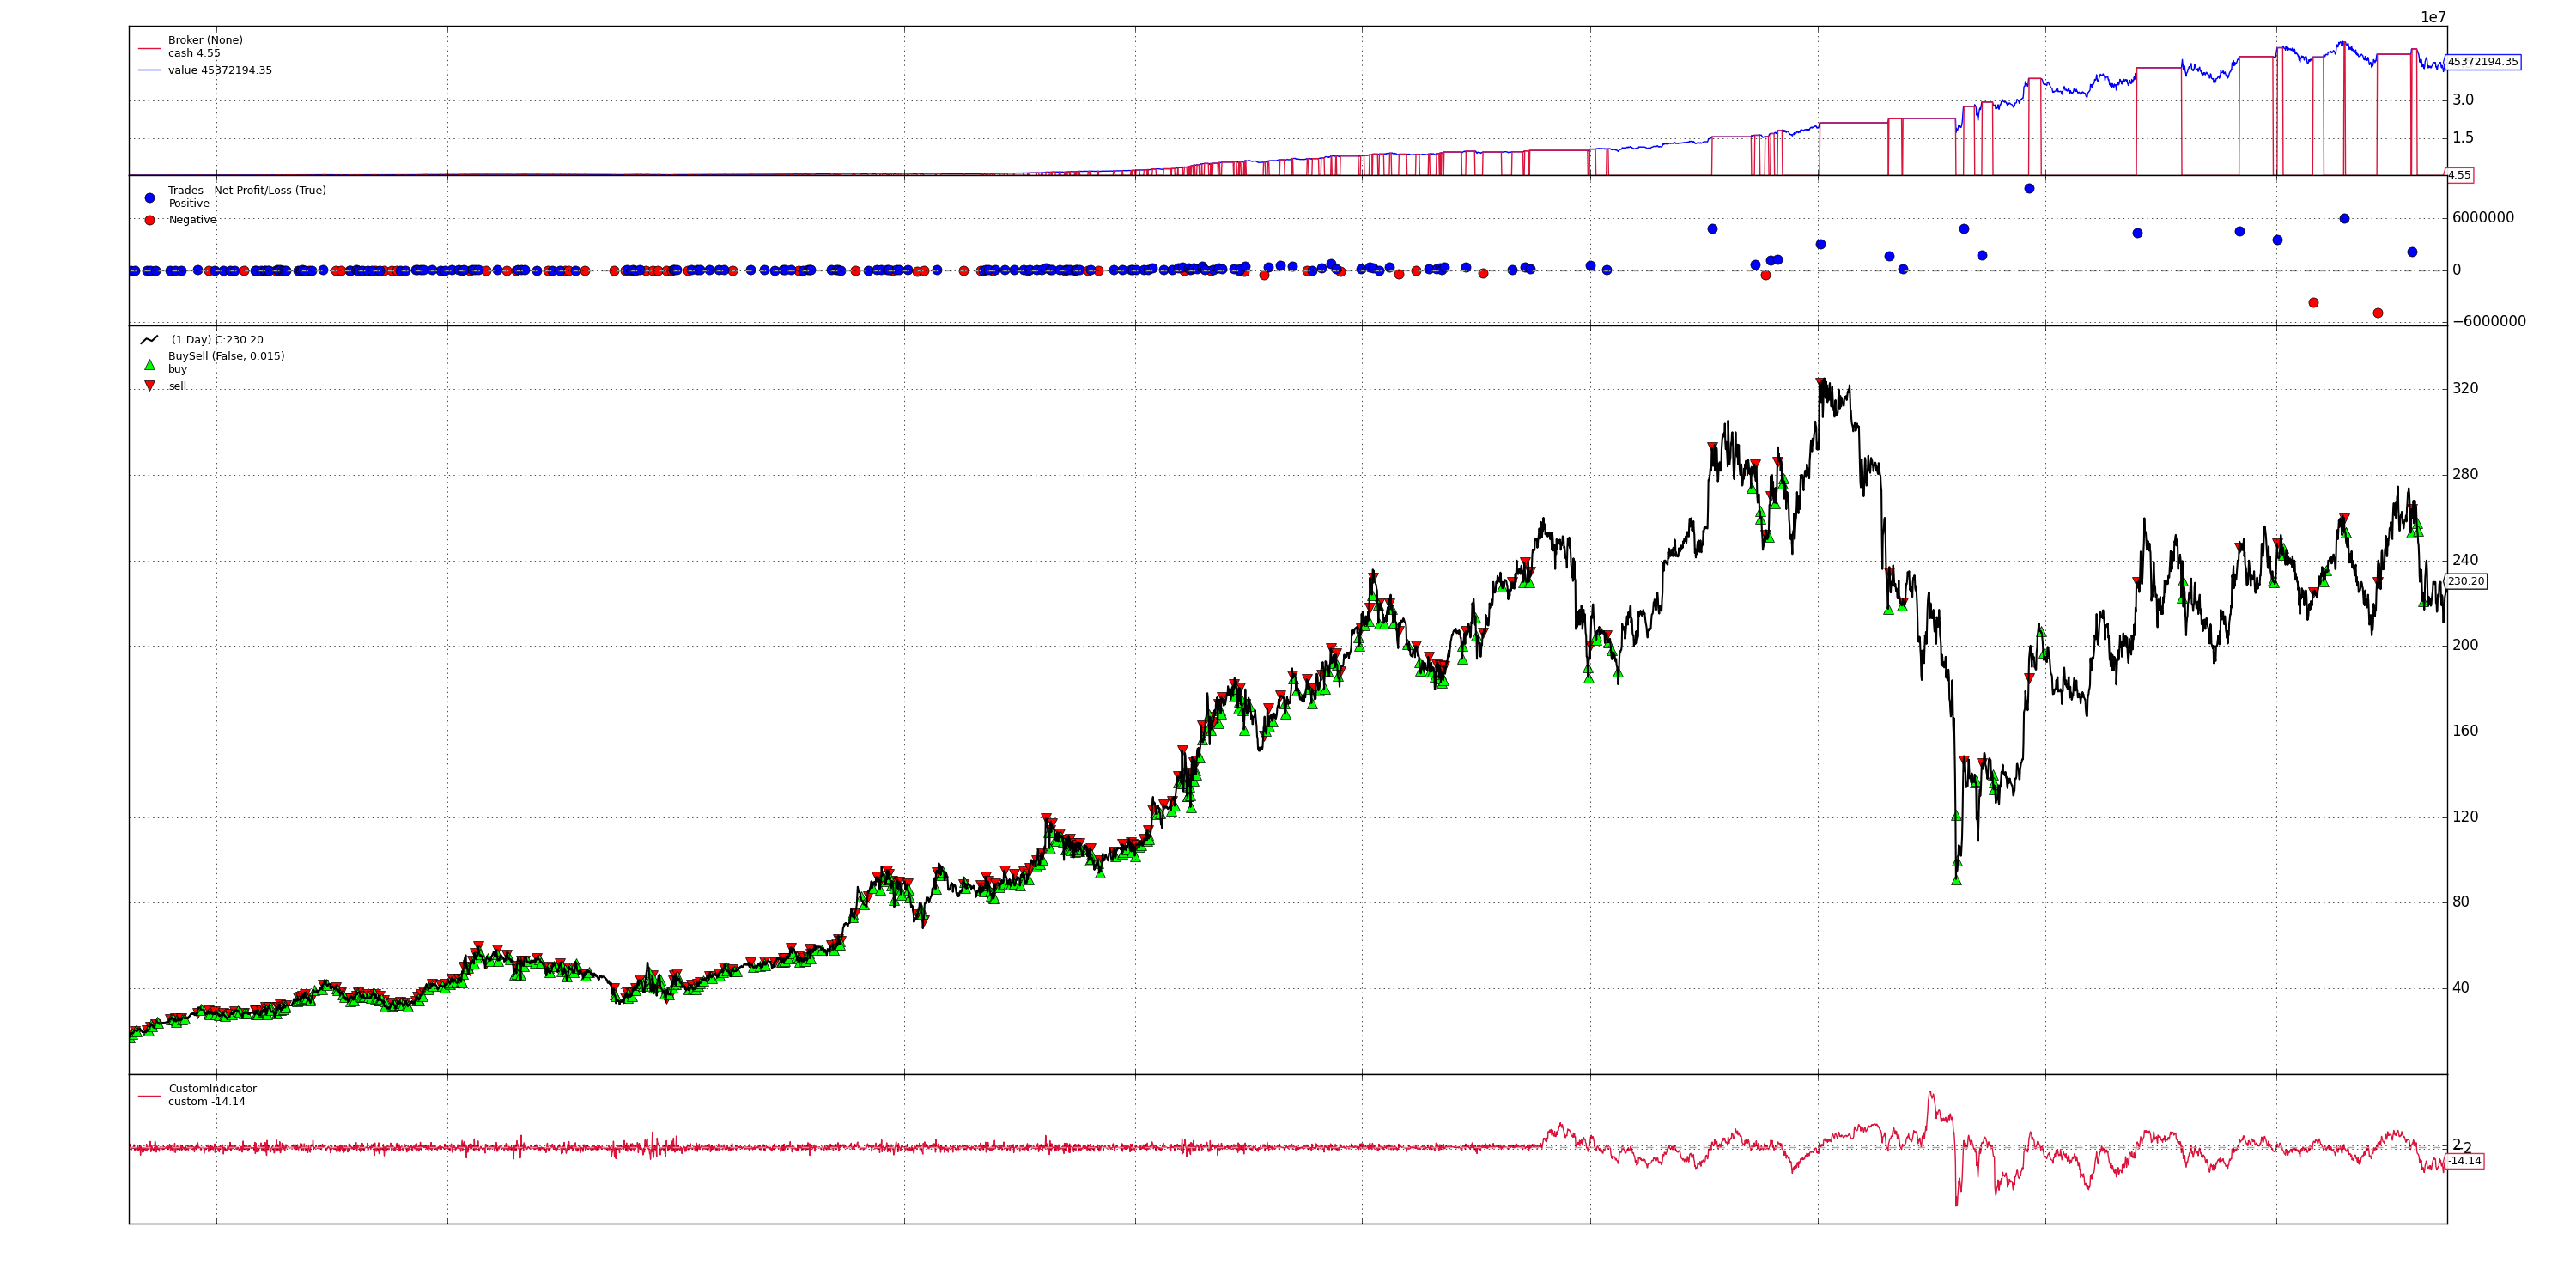 1e7
Broker (None)
cash 4.55
value 45372194.35
45372194.35
3.0
1.5
4.55
Trades - Net Profit/Loss (True)
Positive
Negative
6000000
0
−6000000
(1 Day) C:230.20
BuySell (False, 0.015)
buy
sell
320
280
240
230.20
200
160
120
80
40
CustomIndicator
custom -14.14
-14.14